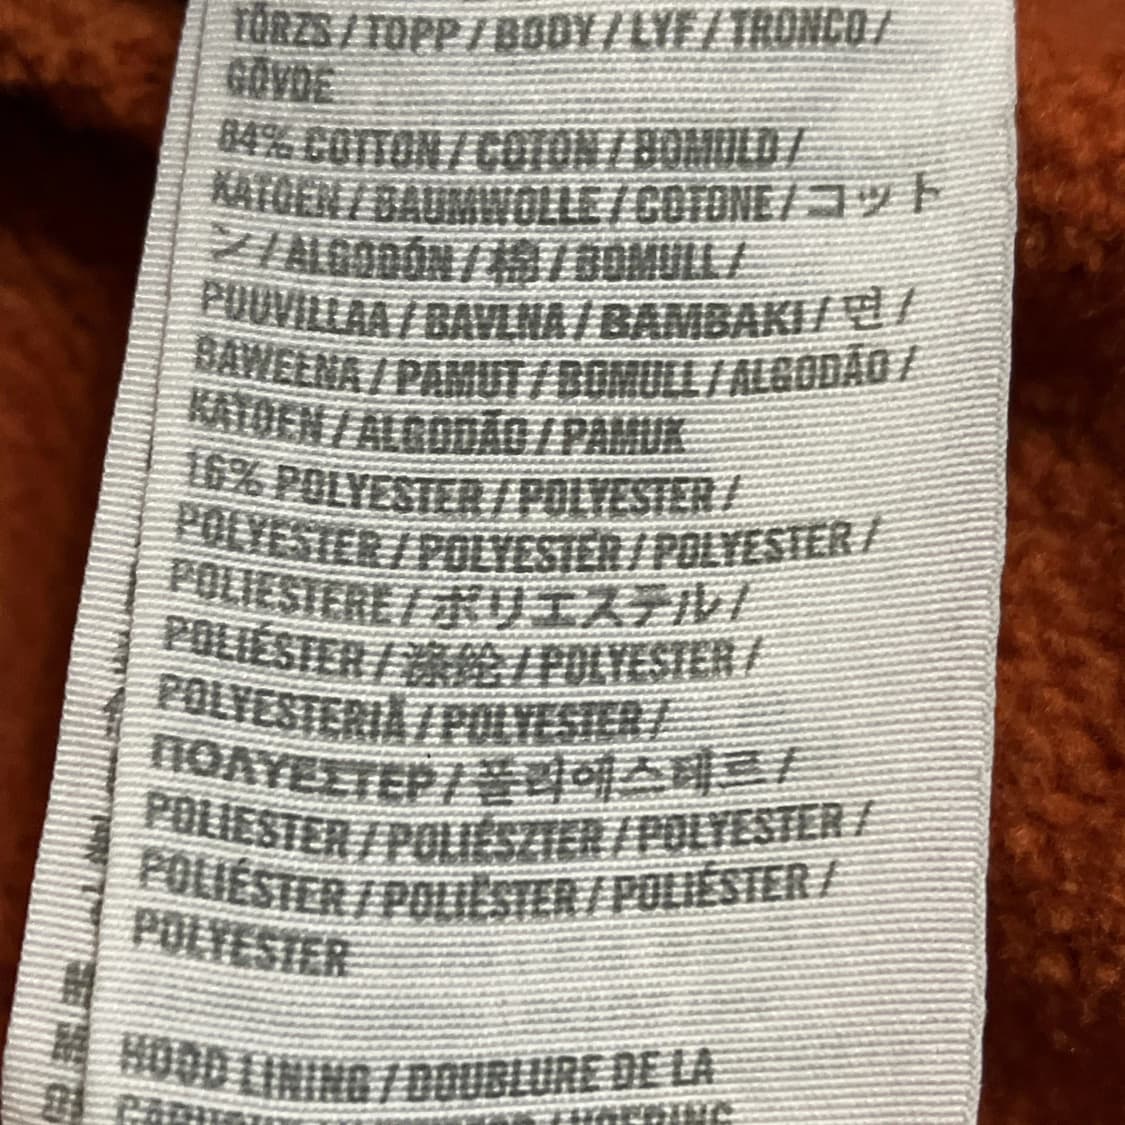 TÖRZS / TOPP / BODY / LYF / TRONCO /
GÖVDE
84% COTTON / COTON / BOMULD /
KATOEN / BAUMWOLLE / COTONE / コット
ン / ALGODÓN / 棉 / BOMULL /
PUUVILLAA / BAVLNA / ΒΑΜΒΑΚΙ / 면 /
BAWEŁNA / PAMUT / BOMULL / ALGODÃO /
KATOEN / ALGODÃO / PAMUK
16% POLYESTER / POLYESTER /
POLYESTER / POLYESTER / POLYESTER /
POLIESTERE / ポリエステル /
POLIÉSTER / 涤纶 / POLYESTER /
POLYESTERIÄ / POLYESTER /
ΠΟΛΥΕΣΤΕΡ / 폴리에스테르 /
POLIESTER / POLIÉSZTER / POLYESTER /
POLIÉSTER / POLIËSTER / POLIÉSTER /
POLYESTER
HOOD LINING / DOUBLURE DE LA